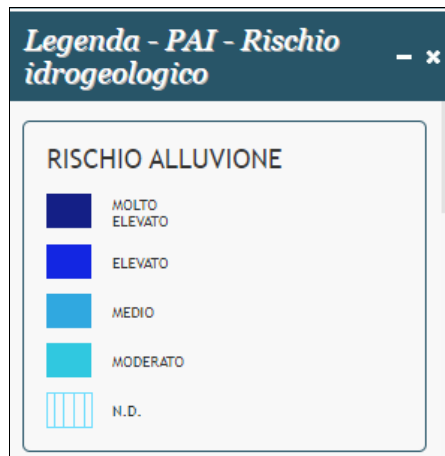 Legenda - PAI - Rischio
idrogeologico
RISCHIO ALLUVIONE
MOLTO
ELEVATO
ELEVATO
MEDIO
MODERATO
N.D.